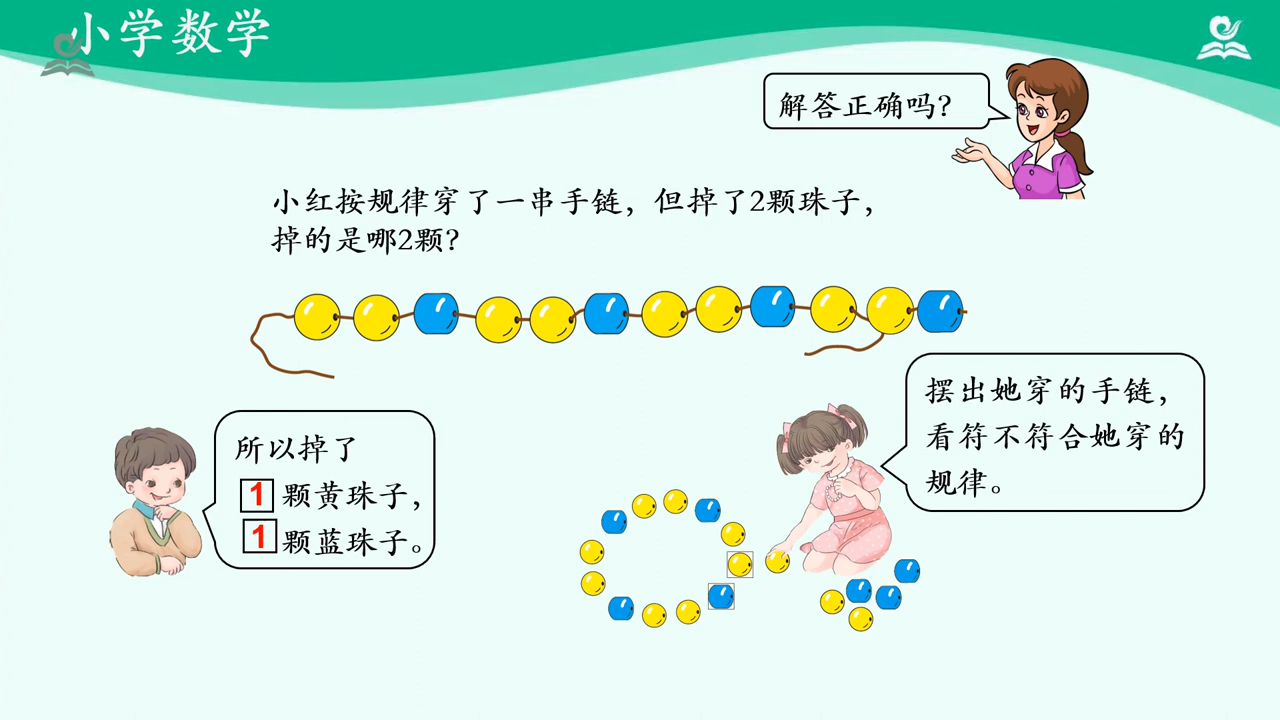 小学数学
解答正确吗？
小红按规律穿了一串手链，但掉了2颗珠子，
掉的是哪2颗？
所以掉了
1 颗黄珠子，
1 颗蓝珠子。
摆出她穿的手链，
看符不符合她穿的
规律。